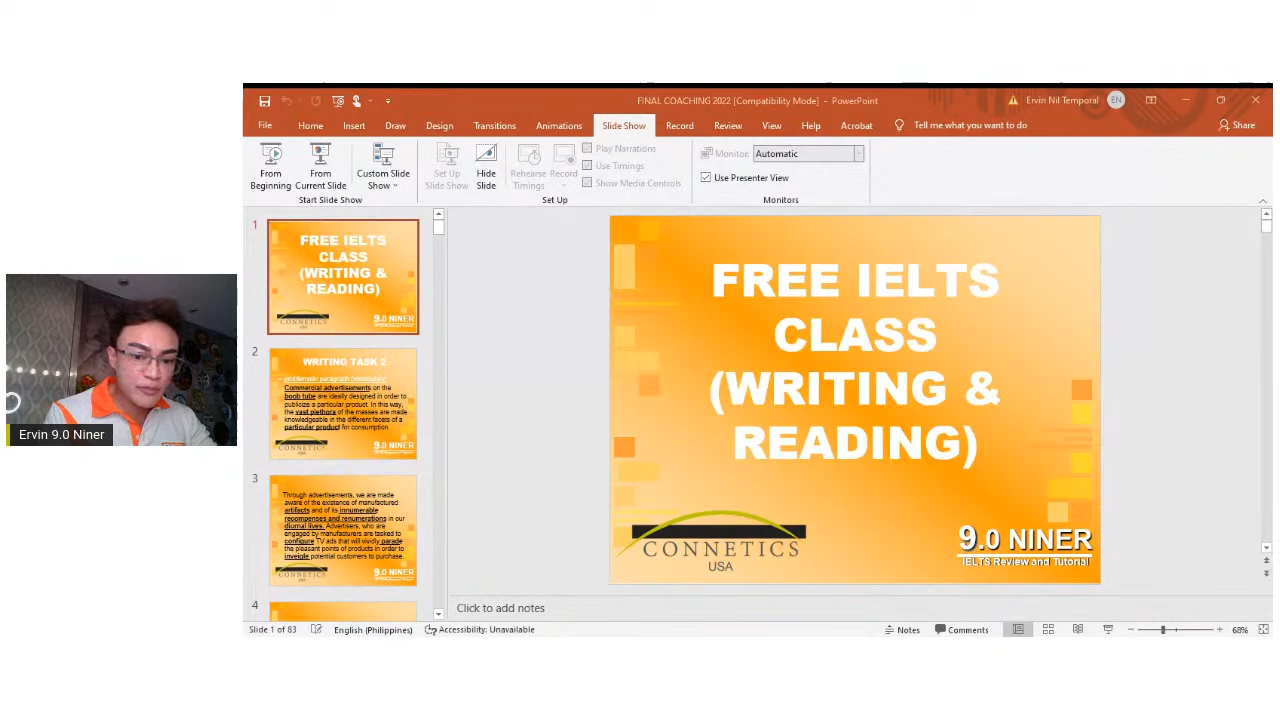 FINAL COACHING 2022 [Compatibility Mode] - PowerPoint
Ervin Nil Temporal EN
File Home Insert Draw Design Transitions Animations Slide Show Record Review View Help Acrobat Tell me what you want to do Share
From Beginning
From Current Slide
Custom Slide Show
Set Up Slide Show
Hide Slide
Rehearse Timings
Record
Play Narrations
Use Timings
Show Media Controls
Monitor: Automatic
Use Presenter View
Start Slide Show Set Up Monitors
1
FREE IELTS
CLASS
(WRITING &
READING)
CONNETICS
USA
9.0 NINER
2
WRITING TASK 2
problematic paragraph (vocabulary)
Commercial advertisements on the
boob tube are ideally designed in order to
publicize a particular product. In this way,
the vast plethora of the masses are made
knowledgeable in the different facets of a
particular product for consumption
9.0 NINER
3
Through advertisements, we are made
aware of the existence of manufactured
artifacts and of its innumerable
recompenses and renumerations in our
diurnal lives. Advertisers, who are
engaged by manufacturers are tasked to
configure TV ads that will vividly parade
the pleasant points of products in order to
inveigle potential customers to purchase.
9.0 NINER
4
FREE IELTS
CLASS
(WRITING &
READING)
CONNETICS
USA
9.0 NINER
IELTS Review and Tutorial
Ervin 9.0 Niner
Click to add notes
Slide 1 of 83 English (Philippines) Accessibility: Unavailable Notes Comments 68%